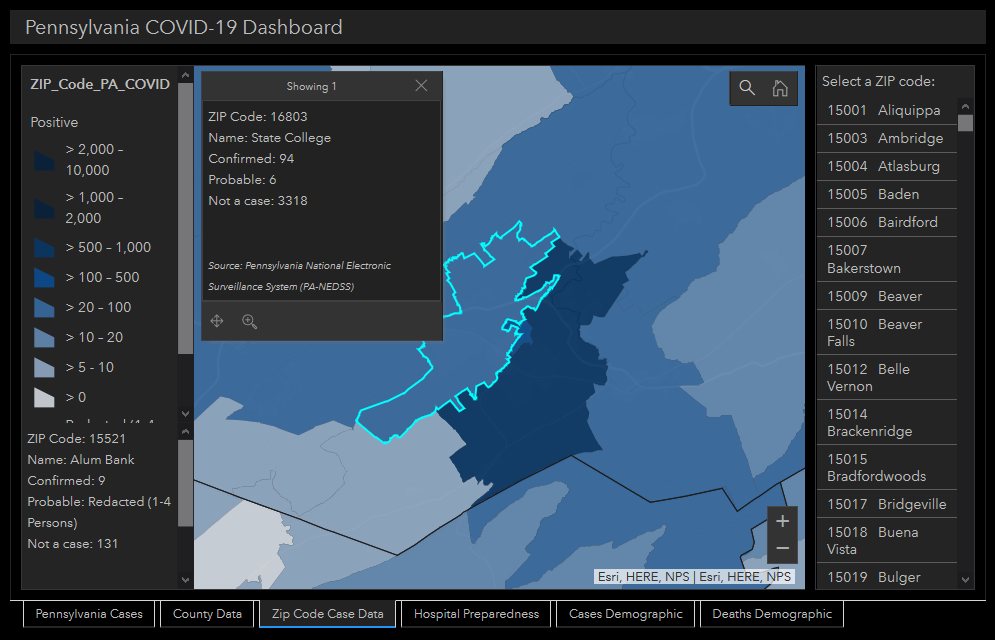 Pennsylvania COVID-19 Dashboard
ZIP_Code_PA_COVID
Positive
> 2,000 –
10,000
> 1,000 –
2,000
> 500 – 1,000
> 100 - 500
> 20 - 100
> 10 - 20
> 5 - 10
> 0
ZIP Code: 15521
Name: Alum Bank
Confirmed: 9
Probable: Redacted (1-4
Persons)
Not a case: 131
Showing 1
ZIP Code: 16803
Name: State College
Confirmed: 94
Probable: 6
Not a case: 3318
Source: Pennsylvania National Electronic
Surveillance System (PA-NEDSS)
Esri, HERE, NPS | Esri, HERE, NPS
Select a ZIP code:
15001 Aliquippa
15003 Ambridge
15004 Atlasburg
15005 Baden
15006 Bairdford
15007
Bakerstown
15009 Beaver
15010 Beaver
Falls
15012 Belle
Vernon
15014
Brackenridge
15015
Bradfordwoods
15017 Bridgeville
15018 Buena
Vista
15019 Bulger
Pennsylvania Cases
County Data
Zip Code Case Data
Hospital Preparedness
Cases Demographic
Deaths Demographic